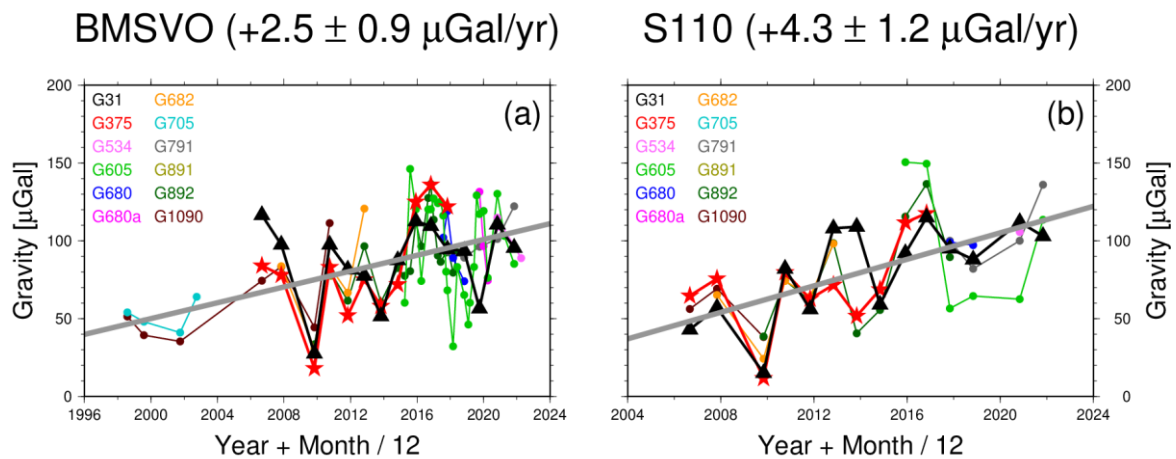 BMSVO (+2.5 ± 0.9 μGal/yr)
S110 (+4.3 ± 1.2 μGal/yr)
(a)
G31 G682
G375 G705
G534 G791
G605 G891
G680 G892
G680a G1090
Gravity [μGal]
200
150
100
50
0
1996 2000 2004 2008 2012 2016 2020 2024
Year + Month / 12
(b)
G31 G682
G375 G705
G534 G791
G605 G891
G680 G892
G680a G1090
200
150
100
50
0
Gravity [μGal]
2004 2008 2012 2016 2020 2024
Year + Month / 12